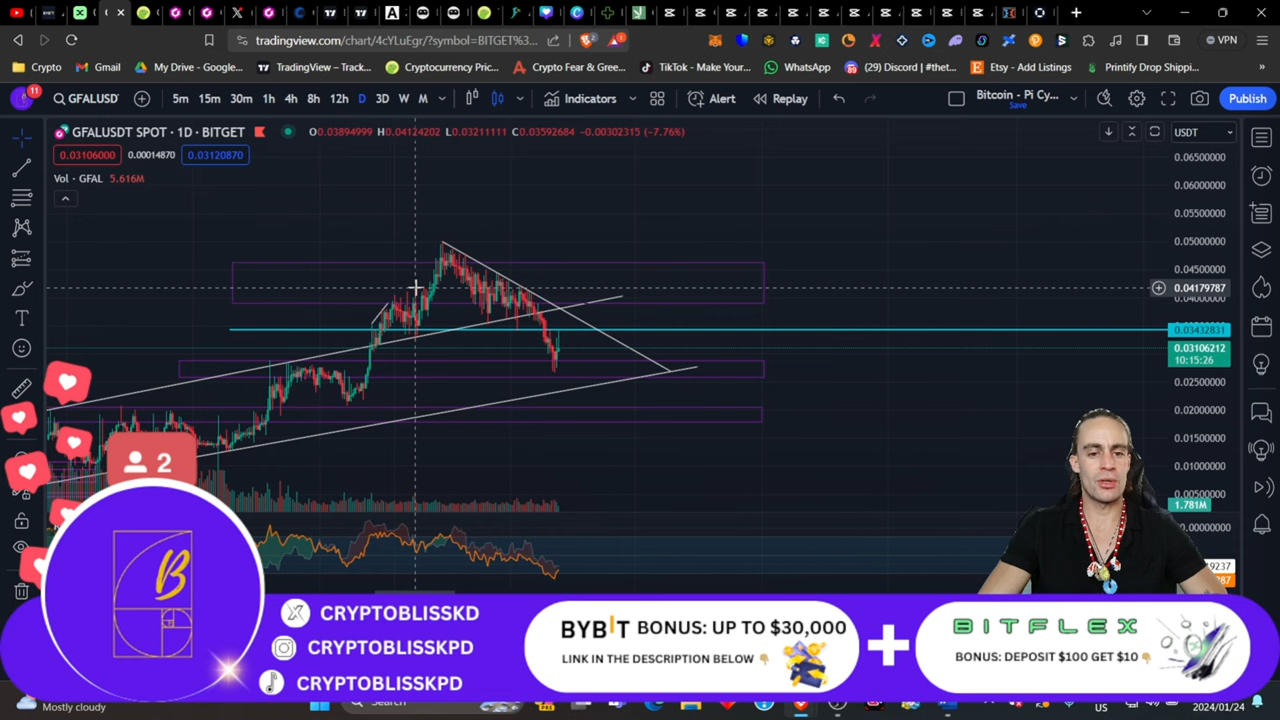 tradingview.com/chart/4cYLuEgr/?symbol=BITGET%3... 2 1 VPN
Crypto Gmail My Drive - Google... TradingView – Track... Cryptocurrency Pric... Crypto Fear & Gree... TikTok - Make Your... WhatsApp (29) Discord | #thet... Etsy - Add Listings Printify Drop Shippi... »
11 GFALUSDT 5m 15m 30m 1h 4h 8h 12h D 3D W M Indicators Alert Replay Bitcoin - Pi Cy... Publish
Save
GFALUSDT SPOT · 1D · BITGET O0.03894999 H0.04124202 L0.03211111 C0.03592684 -0.00302315 (-7.76%) USDT
0.03106000 0.00014870 0.03120870
Vol · GFAL 5.616M
0.06500000
0.06000000
0.05500000
0.05000000
0.04500000
0.04179787
0.03432831
0.03106212
10:15:26
0.02500000
0.02000000
0.01500000
0.01000000
1.781M
2
B
CRYPTOBLISSKD
CRYPTOBLISSKPD
CRYPTOBLISSKPD
BYBIT BONUS: UP TO $30,000
LINK IN THE DESCRIPTION BELOW
BITFLEX
BONUS: DEPOSIT $100 GET $10
Mostly cloudy Search US 2024/01/24